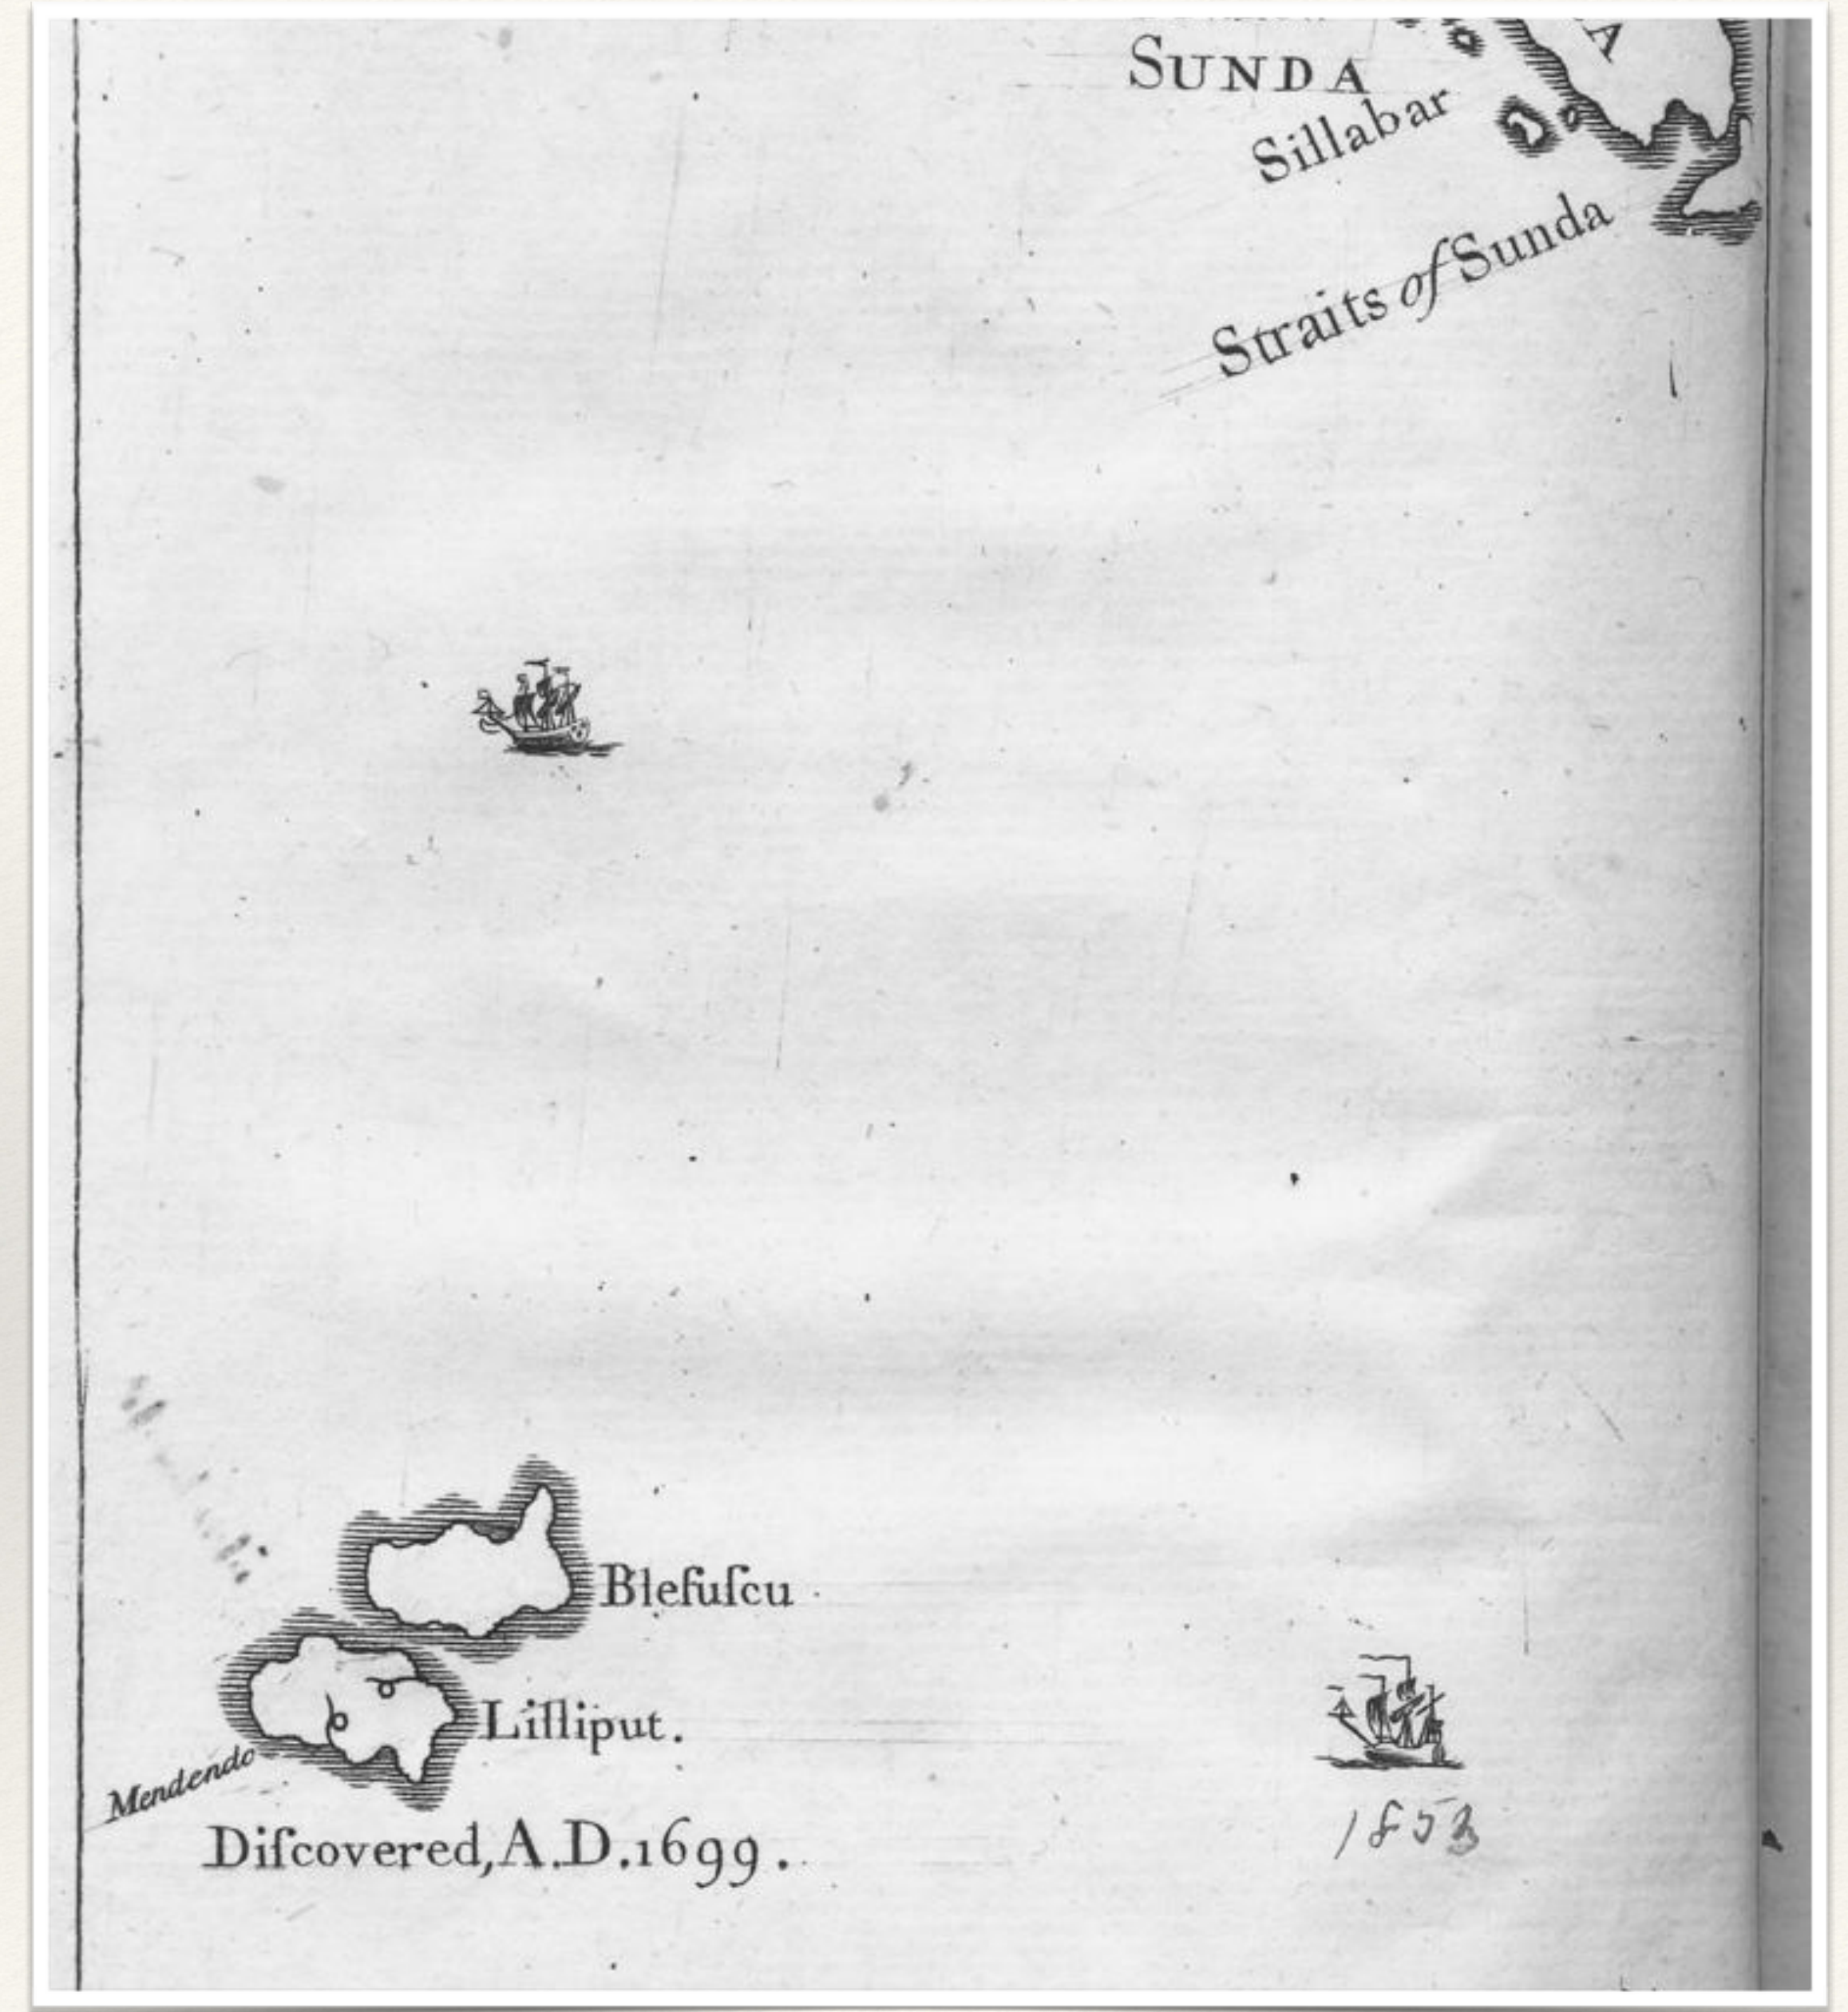 SUNDA
A
Sillabar
Straits of Sunda
Blefuſcu
Lilliput.
Mendendo
Diſcovered, A.D. 1699.